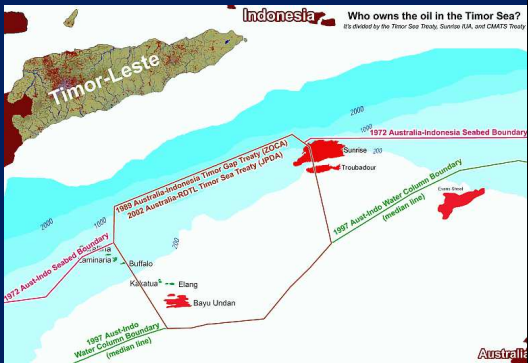 Indonesia
Who owns the oil in the Timor Sea?
It's divided by the Timor Sea Treaty, Sunrise IUA, and CMATS Treaty
Timor-Leste
2000
1000
1972 Australia-Indonesia Seabed Boundary
200
Sunrise
Troubadour
1989 Australia-Indonesia Timor Gap Treaty (ZOCA)
2002 Australia-RDTL Timor Sea Treaty (JPDA)
1997 Aust-Indo Water Column Boundary
(median line)
Evans Shoal
2000
1000
200
1972 Aust-Indo Seabed Boundary
Laminaria
Buffalo
Kakatua
Elang
Bayu Undan
1997 Aust-Indo
Water Column Boundary
(median line)
Australia